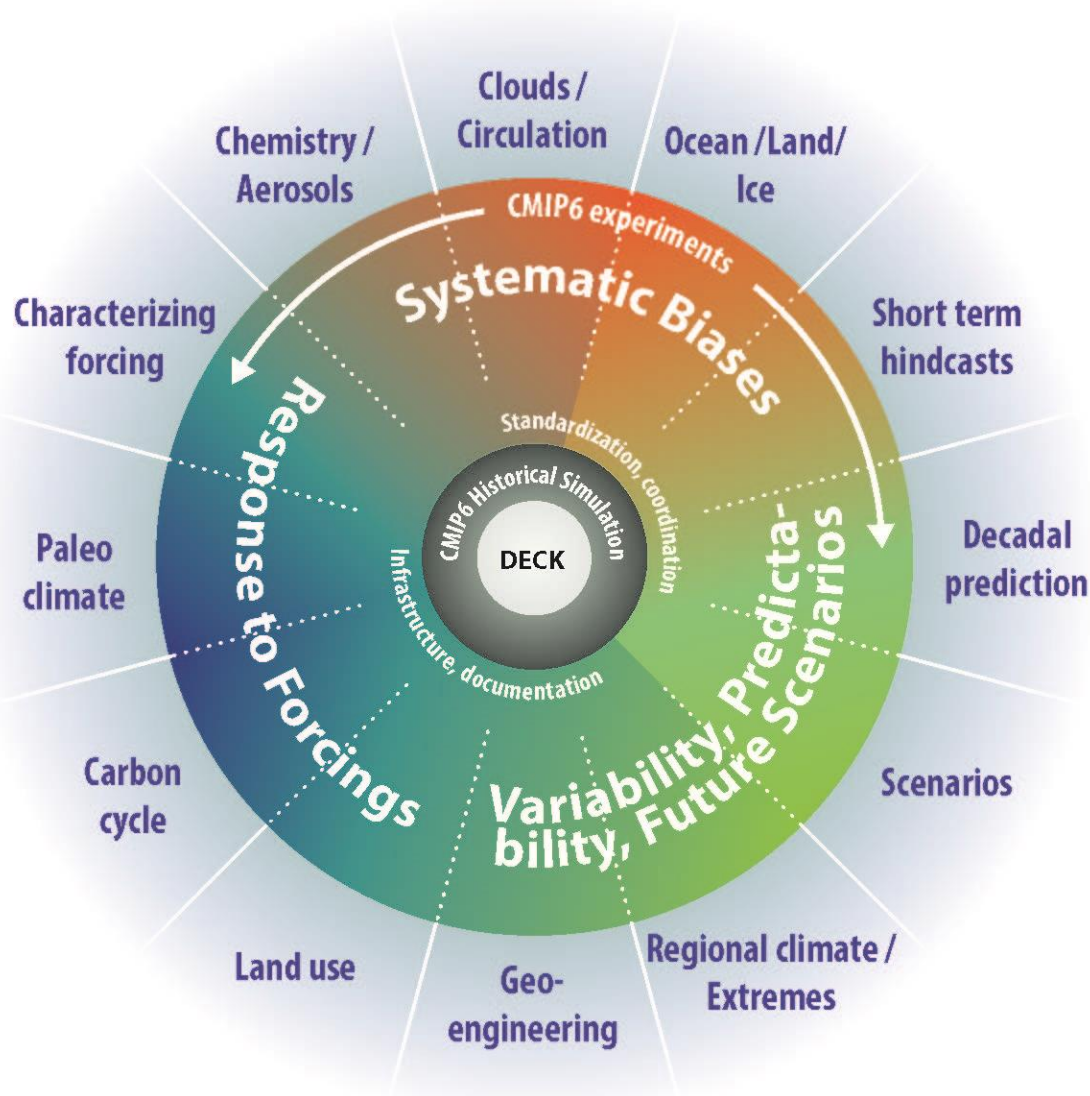 Clouds /
Circulation
Ocean /Land/
Ice
Short term
hindcasts
Decadal
prediction
Scenarios
Regional climate /
Extremes
Geo-
engineering
Land use
Carbon
cycle
Paleo
climate
Characterizing
forcing
Chemistry /
Aerosols
CMIP6 experiments
Systematic Biases
Variability, Predicta-
bility, Future Scenarios
Response to Forcings
Standardization, coordination
Infrastructure, documentation
CMIP6 Historical Simulation
DECK